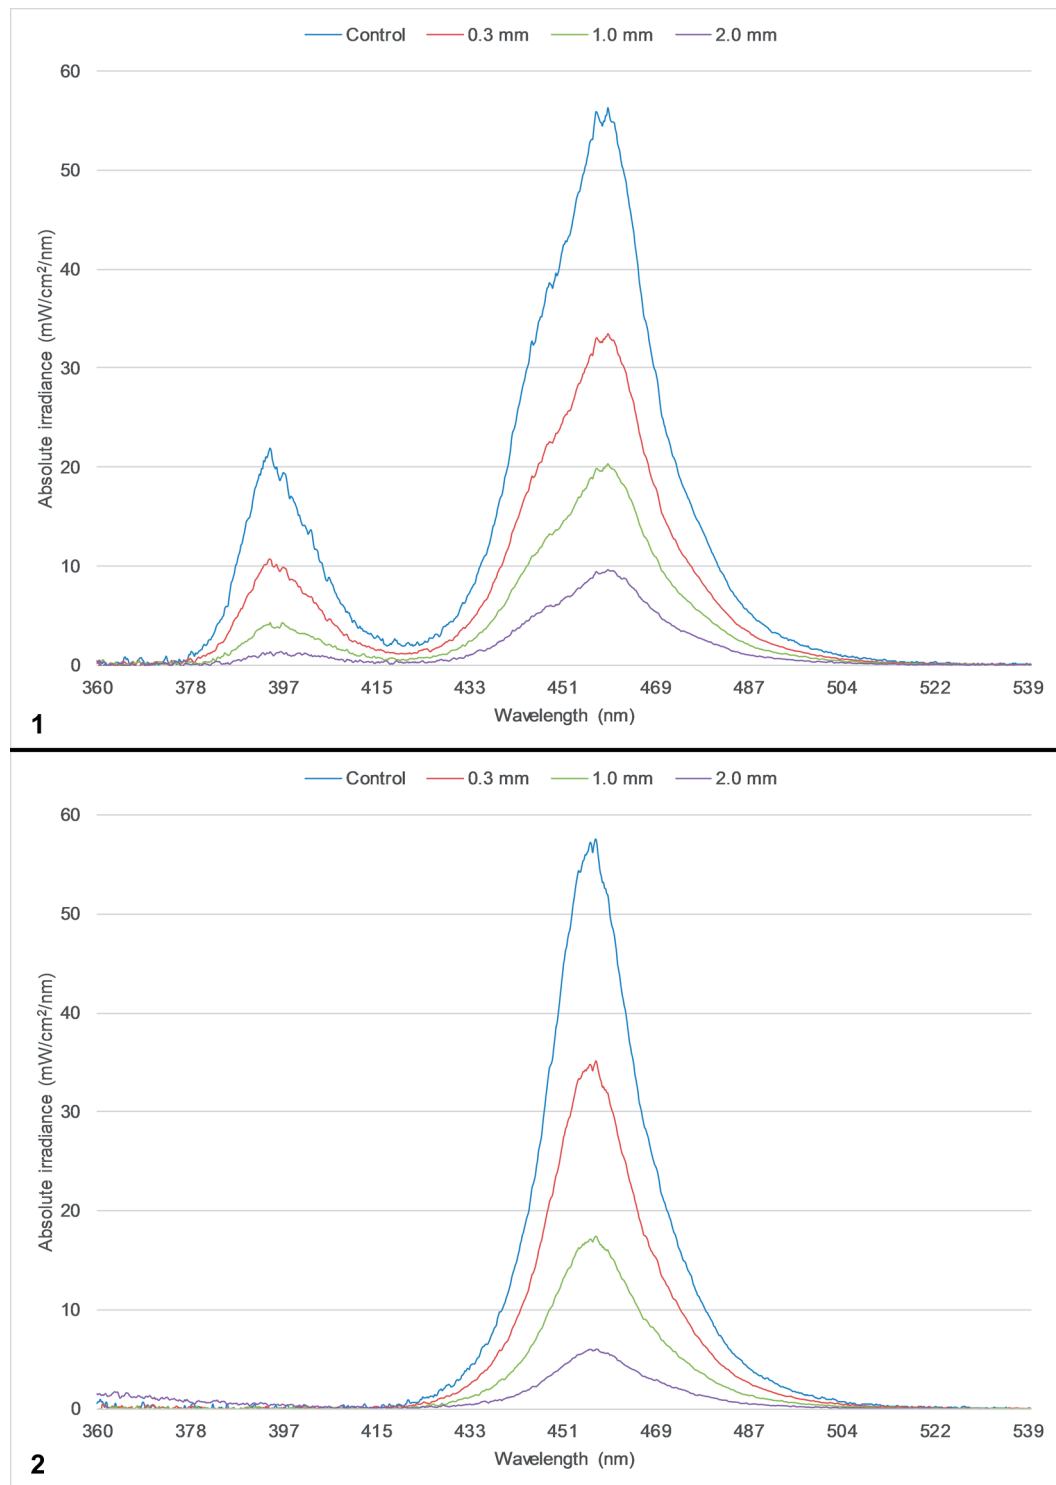 Control 0.3 mm 1.0 mm 2.0 mm
60
50
40
30
20
10
0
Absolute irradiance (mW/cm²/nm)
360 378 397 415 433 451 469 487 504 522 539
Wavelength (nm)
1
Control 0.3 mm 1.0 mm 2.0 mm
60
50
40
30
20
10
0
Absolute irradiance (mW/cm²/nm)
360 378 397 415 433 451 469 487 504 522 539
Wavelength (nm)
2